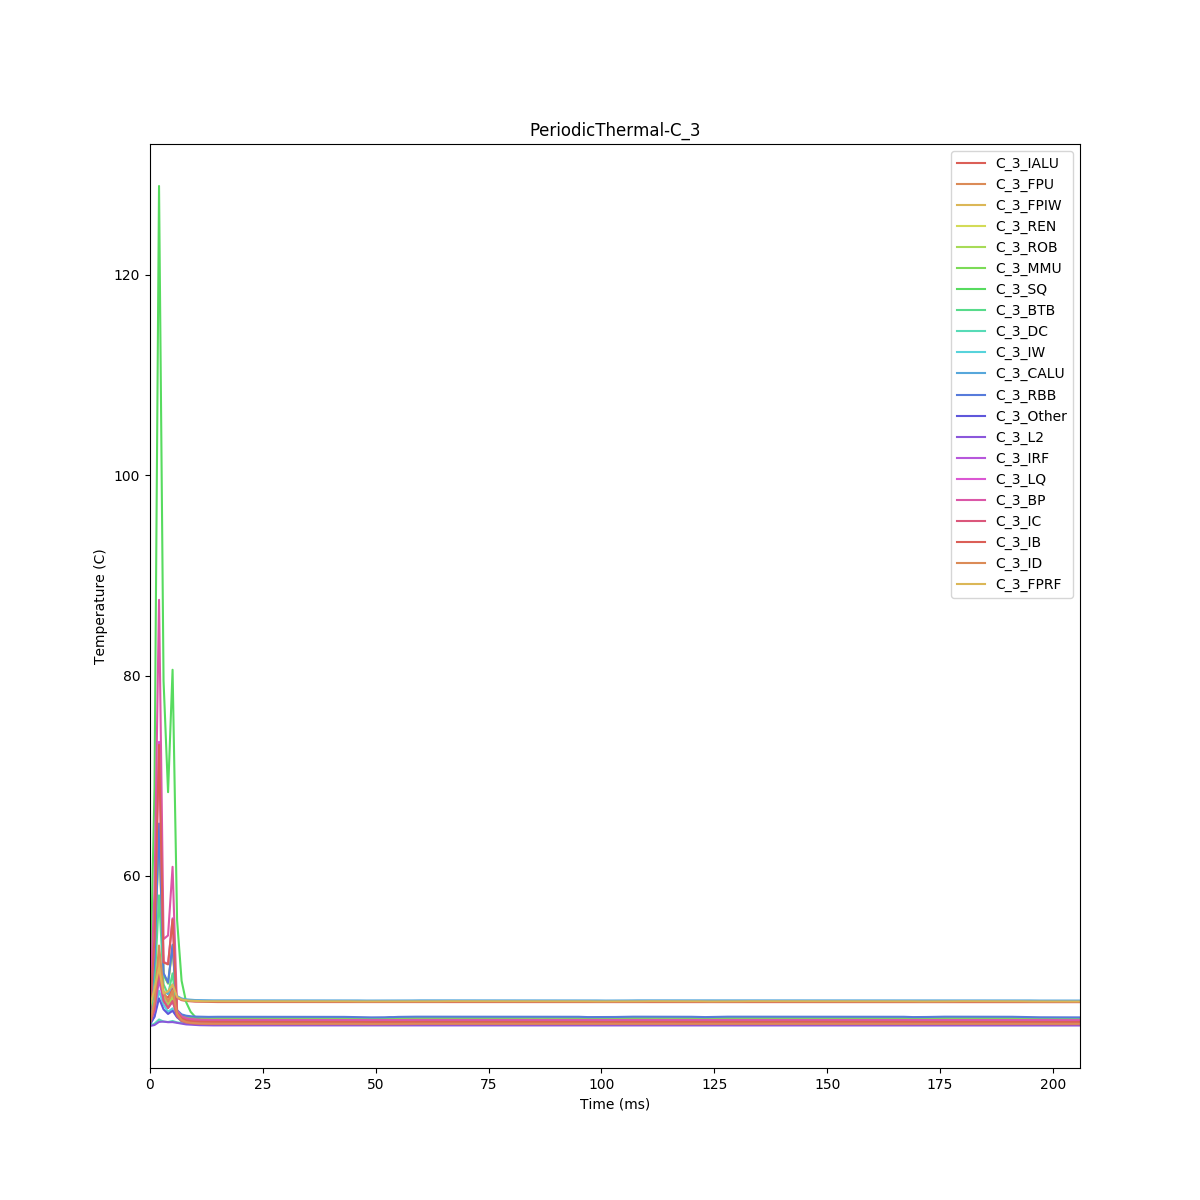 PeriodicThermal-C_3
C_3_IALU
C_3_FPU
C_3_FPIW
C_3_REN
C_3_ROB
C_3_MMU
C_3_SQ
C_3_BTB
C_3_DC
C_3_IW
C_3_CALU
C_3_RBB
C_3_Other
C_3_L2
C_3_IRF
C_3_LQ
C_3_BP
C_3_IC
C_3_IB
C_3_ID
C_3_FPRF
120
100
80
60
Temperature (C)
0 25 50 75 100 125 150 175 200
Time (ms)